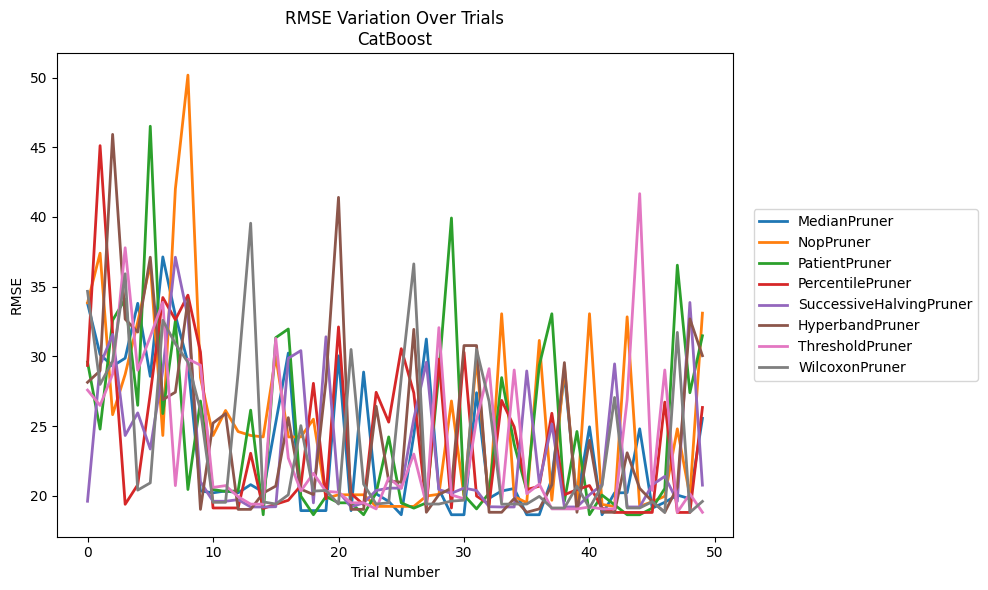 RMSE Variation Over Trials
CatBoost
RMSE
50
45
40
35
30
25
20
0
10
20
30
40
50
Trial Number
MedianPruner
NopPruner
PatientPruner
PercentilePruner
SuccessiveHalvingPruner
HyperbandPruner
ThresholdPruner
WilcoxonPruner